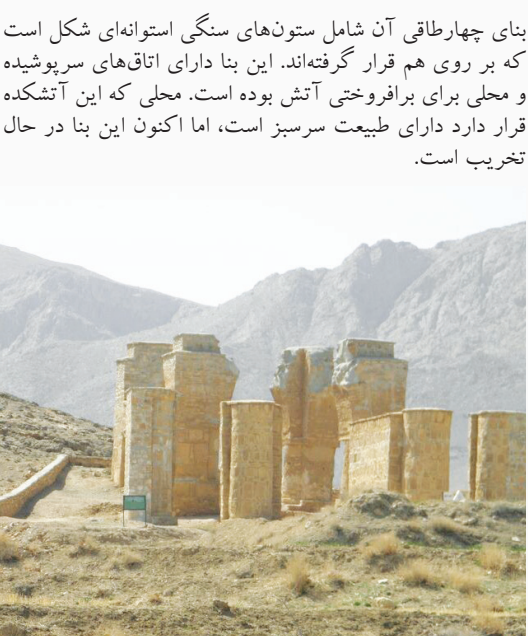 بنای چهارطاقی آن شامل ستون‌های سنگی استوانه‌ای شکل است
که بر روی هم قرار گرفته‌اند. این بنا دارای اتاق‌های سرپوشیده
و محلی برای برافروختی آتش بوده است. محلی که این آتشکده
قرار دارد دارای طبیعت سرسبز است، اما اکنون این بنا در حال
تخریب است.